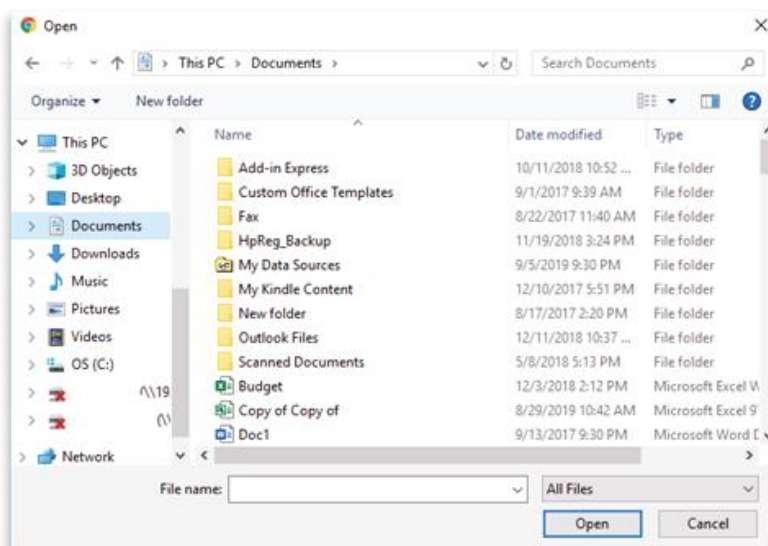 Open
This PC > Documents >
Search Documents
Organize
New folder
Name Date modified Type
This PC
3D Objects
Desktop
Documents
Downloads
Music
Pictures
Videos
OS (C:)
\\19
(\\
Network
Add-in Express 10/11/2018 10:52 ... File folder
Custom Office Templates 9/1/2017 9:39 AM File folder
Fax 8/22/2017 11:40 AM File folder
HpReg_Backup 11/19/2018 3:24 PM File folder
My Data Sources 9/5/2019 9:30 PM File folder
My Kindle Content 12/10/2017 5:51 PM File folder
New folder 8/17/2017 2:20 PM File folder
Outlook Files 12/11/2018 10:37 ... File folder
Scanned Documents 5/8/2018 5:13 PM File folder
Budget 12/3/2018 2:12 PM Microsoft Excel W
Copy of Copy of 8/29/2019 10:42 AM Microsoft Excel 9
Doc1 9/13/2017 9:30 PM Microsoft Word D
File name:
All Files
Open
Cancel